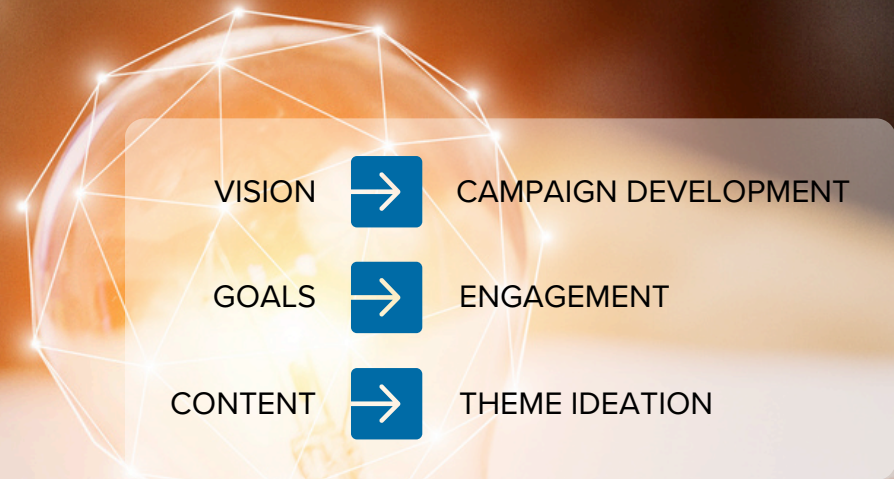 VISION CAMPAIGN DEVELOPMENT
GOALS ENGAGEMENT
CONTENT THEME IDEATION